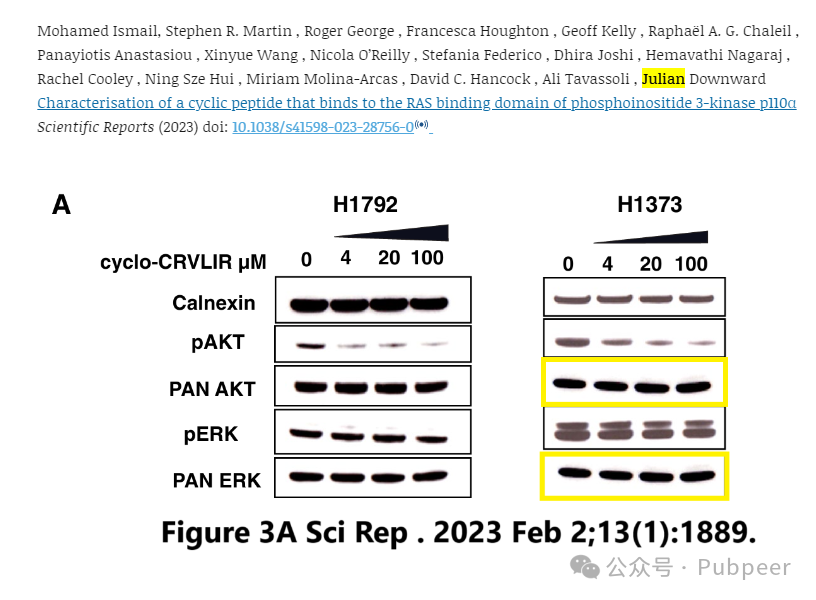 Mohamed Ismail, Stephen R. Martin , Roger George , Francesca Houghton , Geoff Kelly , Raphaël A. G. Chaleil ,
Panayiotis Anastasiou , Xinyue Wang , Nicola O'Reilly , Stefania Federico , Dhira Joshi , Hemavathi Nagaraj ,
Rachel Cooley , Ning Sze Hui , Miriam Molina-Arcas , David C. Hancock , Ali Tavassoli , Julian Downward
Characterisation of a cyclic peptide that binds to the RAS binding domain of phosphoinositide 3-kinase p110α
Scientific Reports (2023) doi: 10.1038/s41598-023-28756-0
A
H1792 H1373
cyclo-CRVLIR μM 0 4 20 100 0 4 20 100
Calnexin
pAKT
PAN AKT
pERK
PAN ERK
Figure 3A Sci Rep . 2023 Feb 2;13(1):1889.
公众号 · Pubpeer